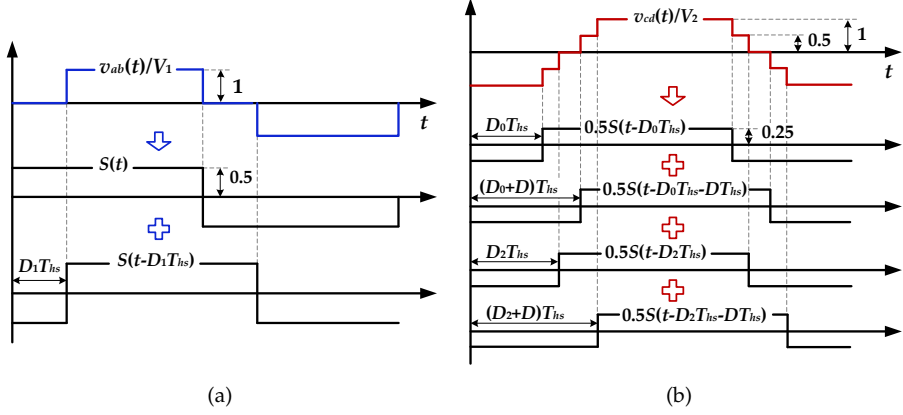 v_ab(t)/V_1
1
t
S(t)
0.5
D_1T_hs
S(t-D_1T_hs)
(a)
v_cd(t)/V_2
0.5
1
t
D_0T_hs
0.5S(t-D_0T_hs)
0.25
(D_0+D)T_hs
0.5S(t-D_0T_hs-DT_hs)
D_2T_hs
0.5S(t-D_2T_hs)
(D_2+D)T_hs
0.5S(t-D_2T_hs-DT_hs)
(b)